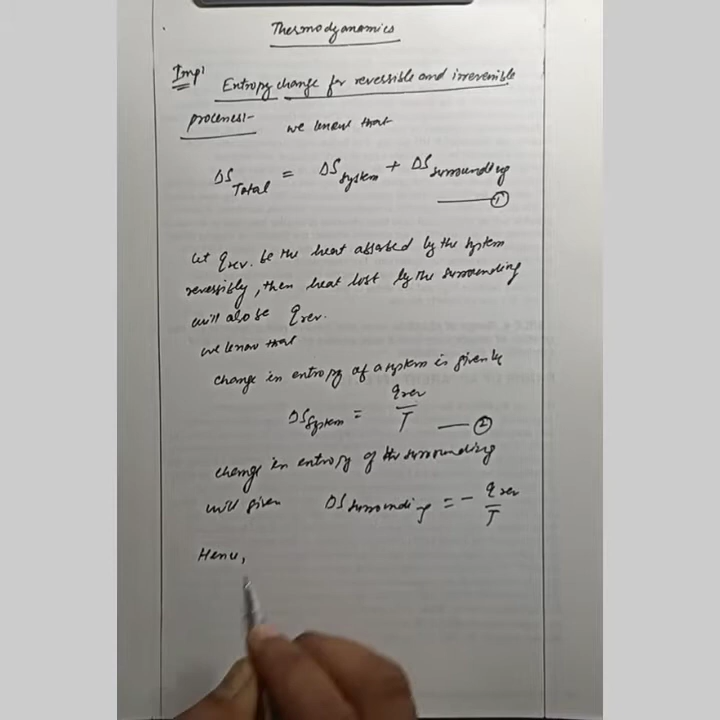 Thermodyanomics
Imp:
Entropy change for reversible and irreversible
process:- we know that
ΔS Total = ΔS system + ΔS surrounding
①
Let qrev. be the heat absorbed by the system
reversibly, then heat lost by the surrounding
will also be qrev.
we know that
change in entropy of a system is given by
ΔS system = qrev/T ②
change in entropy of the surrounding
will given ΔS surrounding = - qrev/T
Hence,